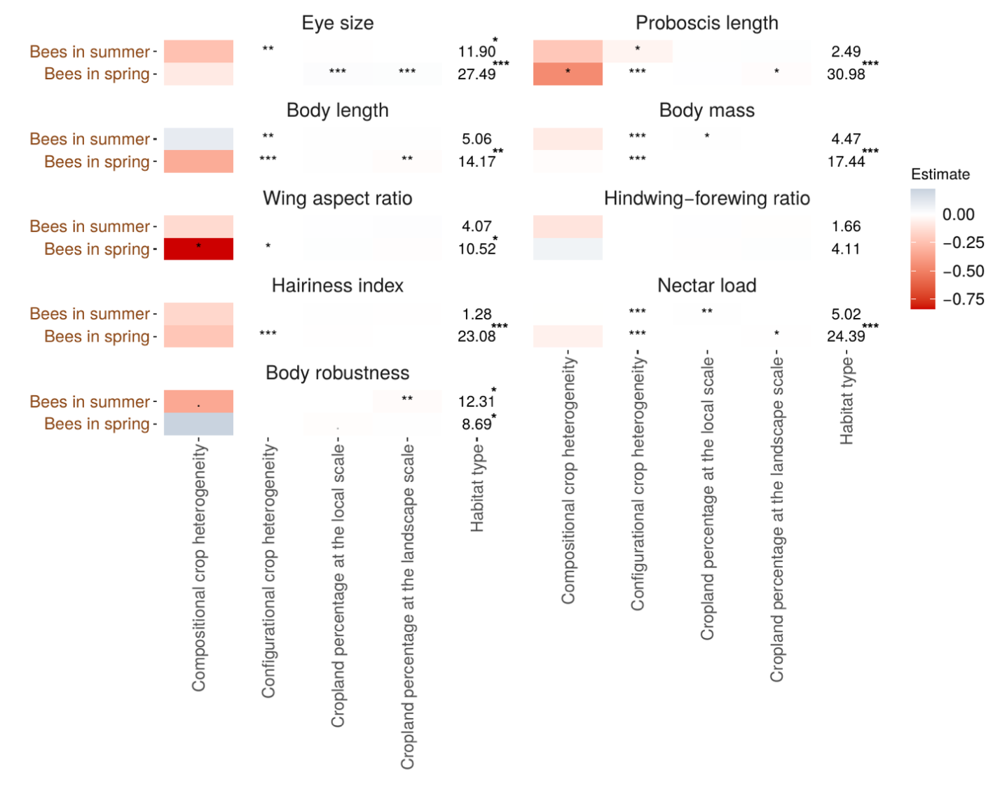 Eye size
Bees in summer ** 11.90*
Bees in spring *** *** 27.49***
Proboscis length
* 2.49
* *** * 30.98***
Body length
Bees in summer ** 5.06
Bees in spring *** ** 14.17**
Body mass
*** * 4.47
*** 17.44***
Wing aspect ratio
Bees in summer 4.07
Bees in spring * * 10.52*
Hindwing−forewing ratio
1.66
4.11
Hairiness index
Bees in summer 1.28
Bees in spring *** 23.08***
Nectar load
*** ** 5.02
*** * 24.39***
Body robustness
Bees in summer . ** 12.31*
Bees in spring . 8.69*
Compositional crop heterogeneity
Configurational crop heterogeneity
Cropland percentage at the local scale
Cropland percentage at the landscape scale
Habitat type
Compositional crop heterogeneity
Configurational crop heterogeneity
Cropland percentage at the local scale
Cropland percentage at the landscape scale
Habitat type
Estimate
0.00
−0.25
−0.50
−0.75